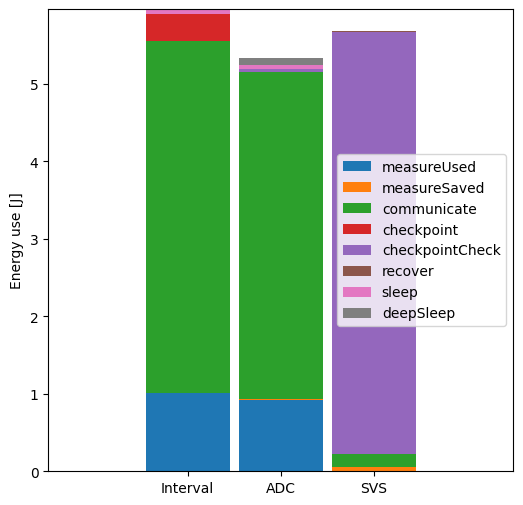 Energy use [J]
5
4
3
2
1
0
measureUsed
measureSaved
communicate
checkpoint
checkpointCheck
recover
sleep
deepSleep
Interval ADC SVS